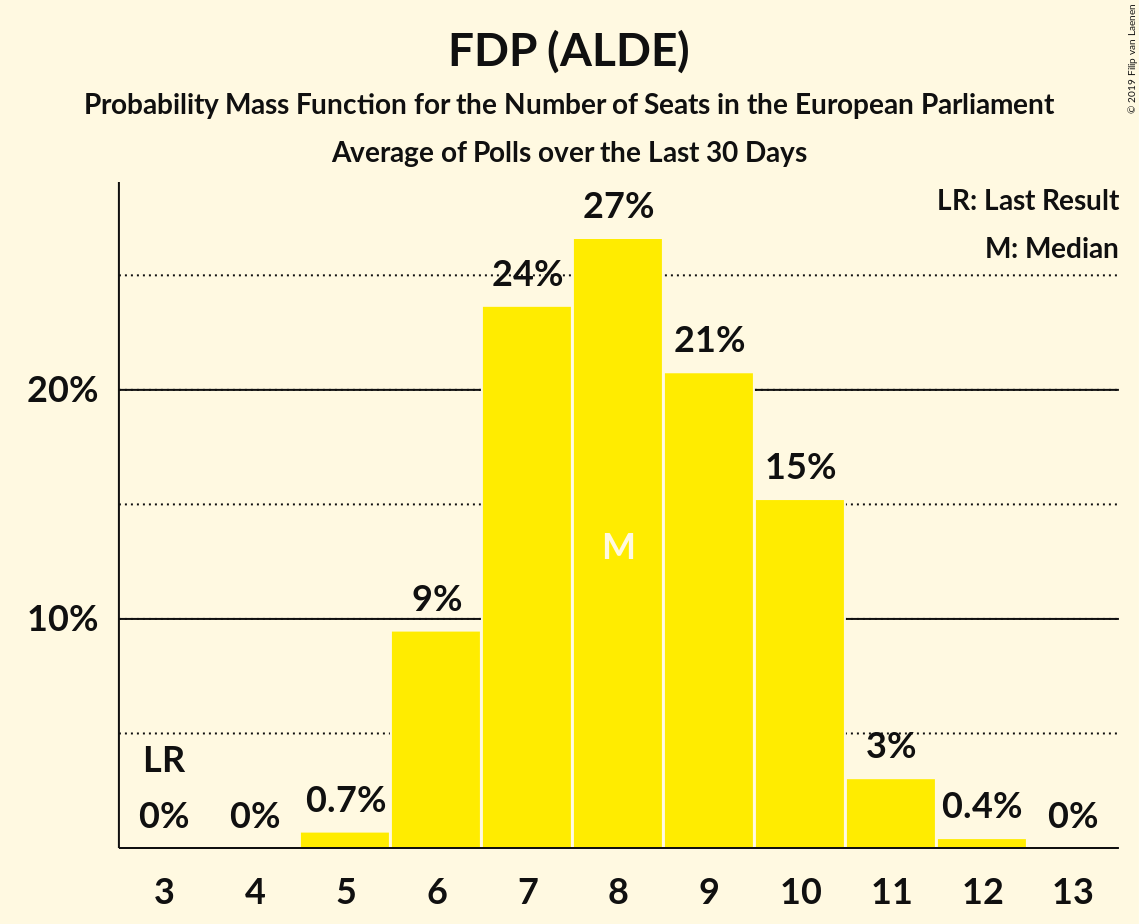 FDP (ALDE)
Probability Mass Function for the Number of Seats in the European Parliament
Average of Polls over the Last 30 Days
© 2019 Filip van Laenen
LR: Last Result
M: Median
27%
24%
21%
20%
15%
M
9%
10%
3%
LR
0%
0%
0.7%
0.4%
0%
3 4 5 6 7 8 9 10 11 12 13